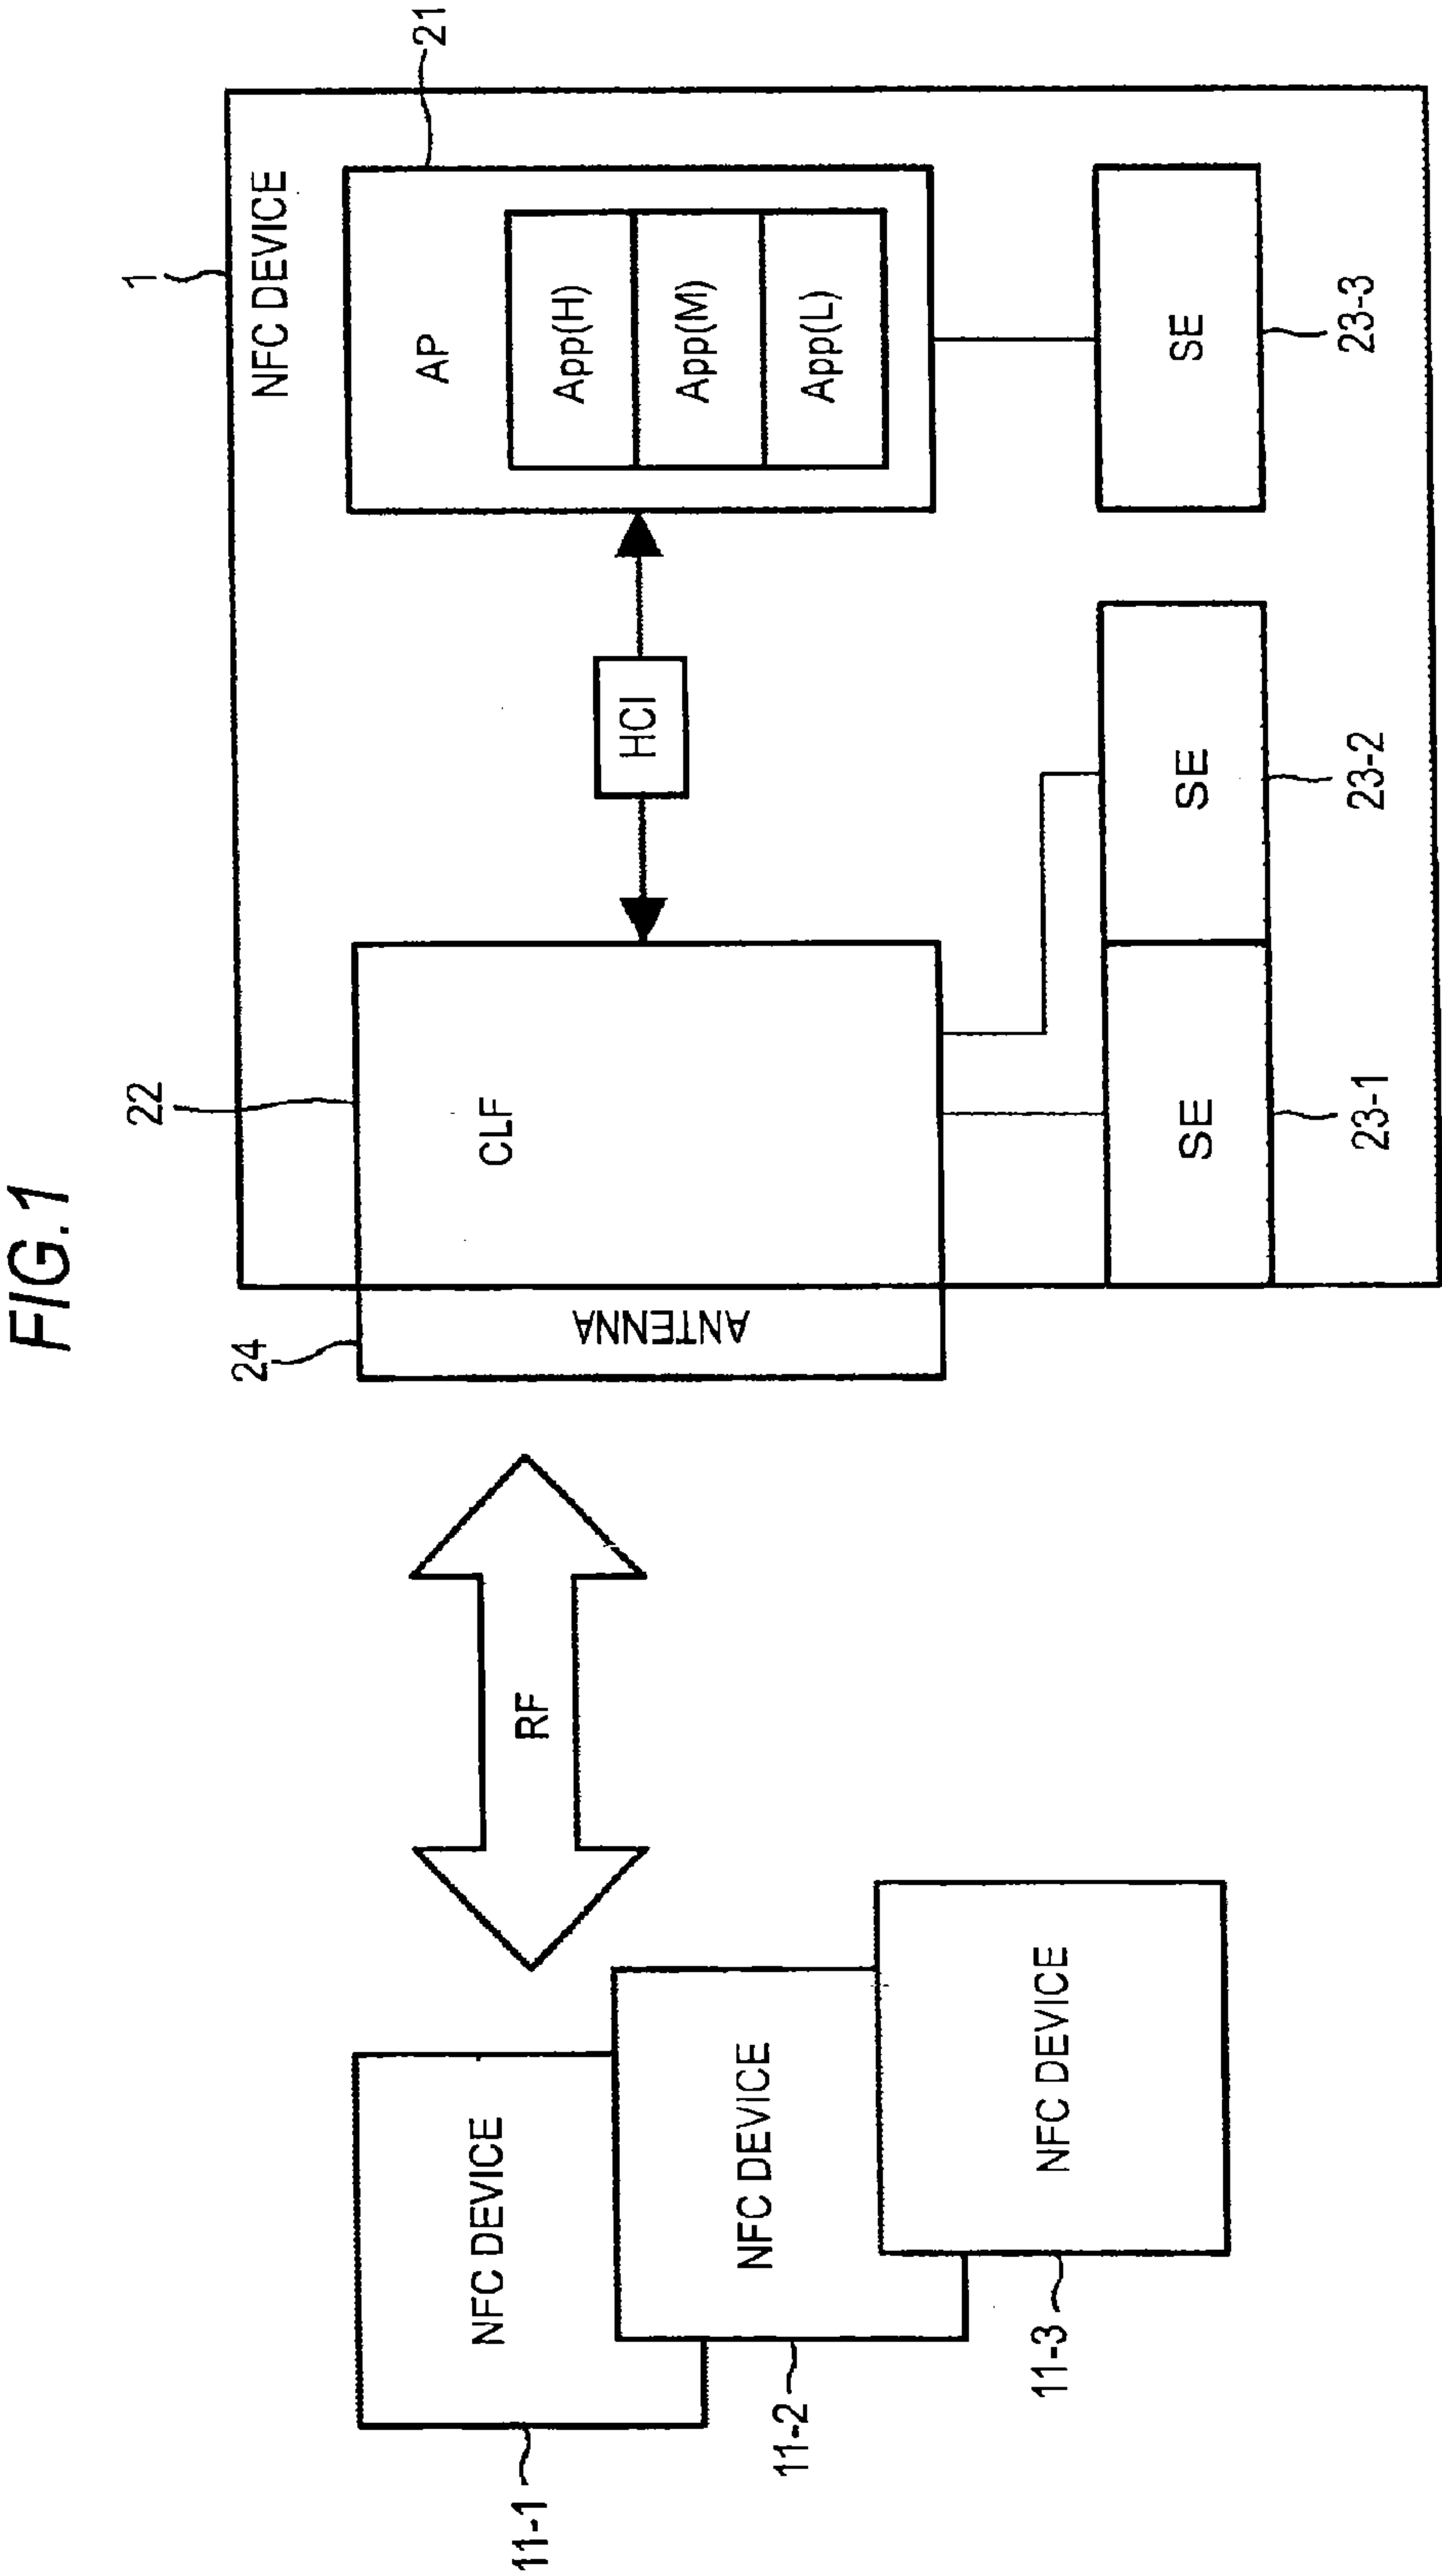 FIG.1
1
NFC DEVICE
21
AP
App(H)
App(M)
App(L)
HCI
22
CLF
24
ANTENNA
RF
SE
23-1
SE
23-2
SE
23-3
NFC DEVICE
11-1
NFC DEVICE
11-2
NFC DEVICE
11-3